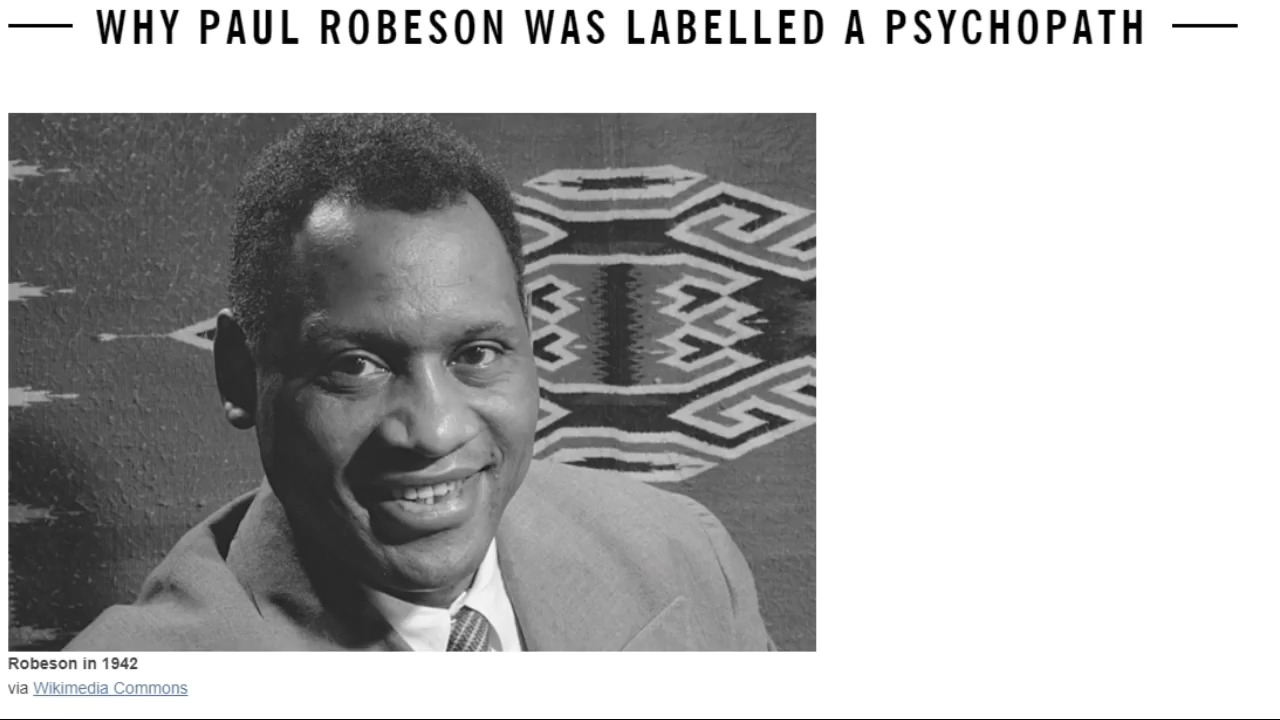 WHY PAUL ROBESON WAS LABELLED A PSYCHOPATH
Robeson in 1942
via Wikimedia Commons